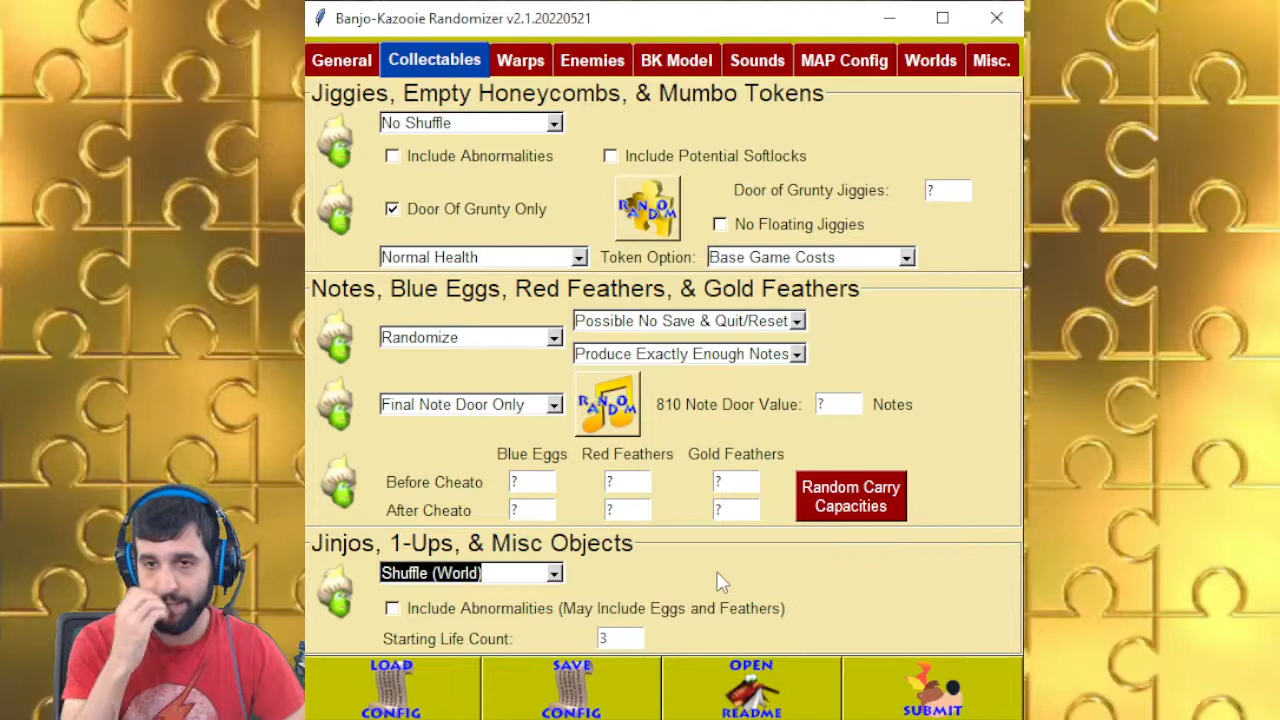 Banjo-Kazooie Randomizer v2.1.20220521
General Collectables Warps Enemies BK Model Sounds MAP Config Worlds Misc.
Jiggies, Empty Honeycombs, & Mumbo Tokens
No Shuffle
Include Abnormalities Include Potential Softlocks
Door Of Grunty Only RANDOM Door of Grunty Jiggies: ?
No Floating Jiggies
Normal Health Token Option: Base Game Costs
Notes, Blue Eggs, Red Feathers, & Gold Feathers
Possible No Save & Quit/Reset
Randomize
Produce Exactly Enough Notes
Final Note Door Only RANDOM 810 Note Door Value: ? Notes
Blue Eggs Red Feathers Gold Feathers
Before Cheato ? ? ?
After Cheato ? ? ?
Random Carry
Capacities
Jinjos, 1-Ups, & Misc Objects
Shuffle (World)
Include Abnormalities (May Include Eggs and Feathers)
Starting Life Count: 3
LOAD CONFIG
SAVE CONFIG
OPEN README
SUBMIT